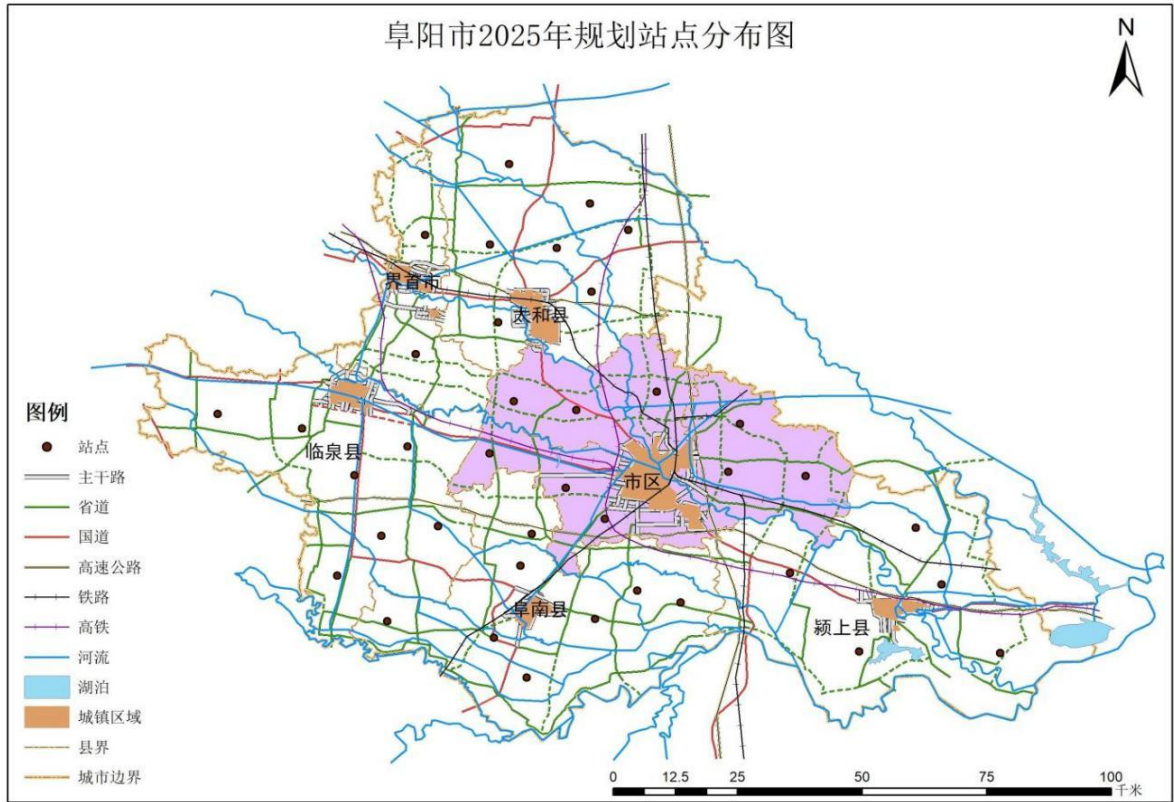 阜阳市2025年规划站点分布图
N
界首市
太和县
临泉县
市区
阜南县
颍上县
图例
站点
主干路
省道
国道
高速公路
铁路
高铁
河流
湖泊
城镇区域
县界
城市边界
0 12.5 25 50 75 100
千米